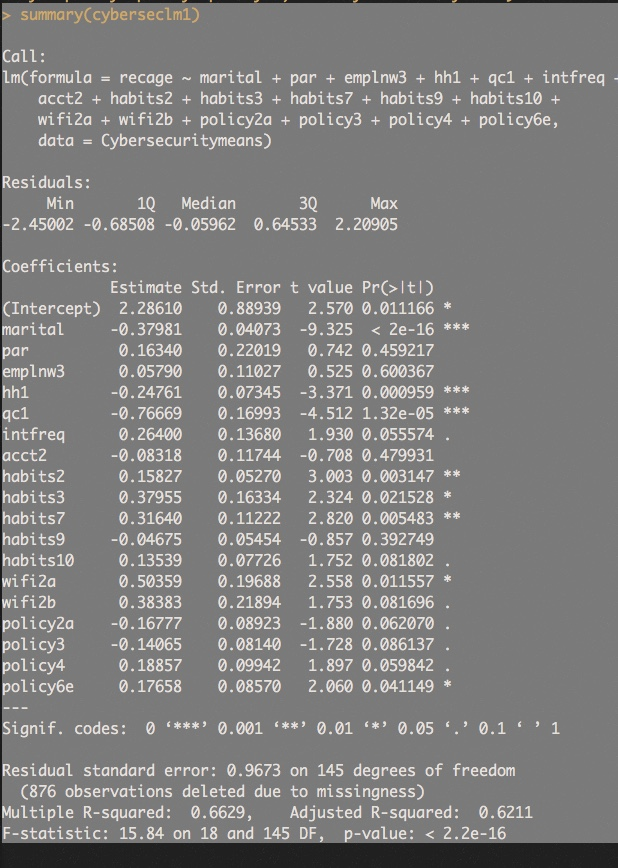 > summary(cyberseclm1)
Call:
lm(formula = recage ~ marital + par + emplnw3 + hh1 + qc1 + intfreq +
acct2 + habits2 + habits3 + habits7 + habits9 + habits10 +
wifi2a + wifi2b + policy2a + policy3 + policy4 + policy6e,
data = Cybersecuritymeans)
Residuals:
Min 1Q Median 3Q Max
-2.45002 -0.68508 -0.05962 0.64533 2.20905
Coefficients:
Estimate Std. Error t value Pr(>|t|)
(Intercept) 2.28610 0.88939 2.570 0.011166 *
marital -0.37981 0.04073 -9.325 < 2e-16 ***
par 0.16340 0.22019 0.742 0.459217
emplnw3 0.05790 0.11027 0.525 0.600367
hh1 -0.24761 0.07345 -3.371 0.000959 ***
qc1 -0.76669 0.16993 -4.512 1.32e-05 ***
intfreq 0.26400 0.13680 1.930 0.055574 .
acct2 -0.08318 0.11744 -0.708 0.479931
habits2 0.15827 0.05270 3.003 0.003147 **
habits3 0.37955 0.16334 2.324 0.021528 *
habits7 0.31640 0.11222 2.820 0.005483 **
habits9 -0.04675 0.05454 -0.857 0.392749
habits10 0.13539 0.07726 1.752 0.081802 .
wifi2a 0.50359 0.19688 2.558 0.011557 *
wifi2b 0.38383 0.21894 1.753 0.081696 .
policy2a -0.16777 0.08923 -1.880 0.062070 .
policy3 -0.14065 0.08140 -1.728 0.086137 .
policy4 0.18857 0.09942 1.897 0.059842 .
policy6e 0.17658 0.08570 2.060 0.041149 *
---
Signif. codes: 0 ‘***’ 0.001 ‘**’ 0.01 ‘*’ 0.05 ‘.’ 0.1 ‘ ’ 1
Residual standard error: 0.9673 on 145 degrees of freedom
(876 observations deleted due to missingness)
Multiple R-squared: 0.6629, Adjusted R-squared: 0.6211
F-statistic: 15.84 on 18 and 145 DF, p-value: < 2.2e-16